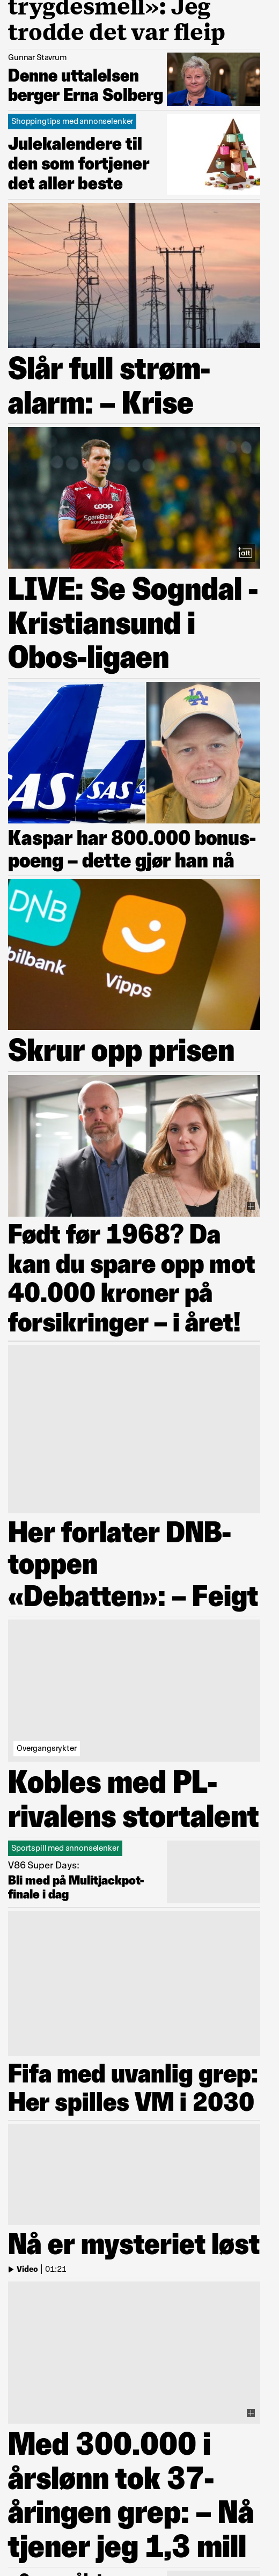 trygdesmell»: Jeg
trodde det var fleip
Gunnar Stavrum
Denne uttalelsen
berger Erna Solberg
Shoppingtips med annonselenker
Julekalendere til
den som fortjener
det aller beste
Slår full strøm-
alarm: – Krise
coop
SpareBank
+alt
LIVE: Se Sogndal -
Kristiansund i
Obos-ligaen
SAS
SAS
LA
Kaspar har 800.000 bonus-
poeng – dette gjør han nå
DNB
bilbank
Vipps
Skrur opp prisen
Født før 1968? Da
kan du spare opp mot
40.000 kroner på
forsikringer – i året!
Her forlater DNB-
toppen
«Debatten»: – Feigt
Overgangsrykter
Kobles med PL-
rivalens stortalent
Sportspill med annonselenker
V86 Super Days:
Bli med på Mulitjackpot-
finale i dag
Fifa med uvanlig grep:
Her spilles VM i 2030
Nå er mysteriet løst
Video | 01:21
Med 300.000 i
årslønn tok 37-
åringen grep: – Nå
tjener jeg 1,3 mill